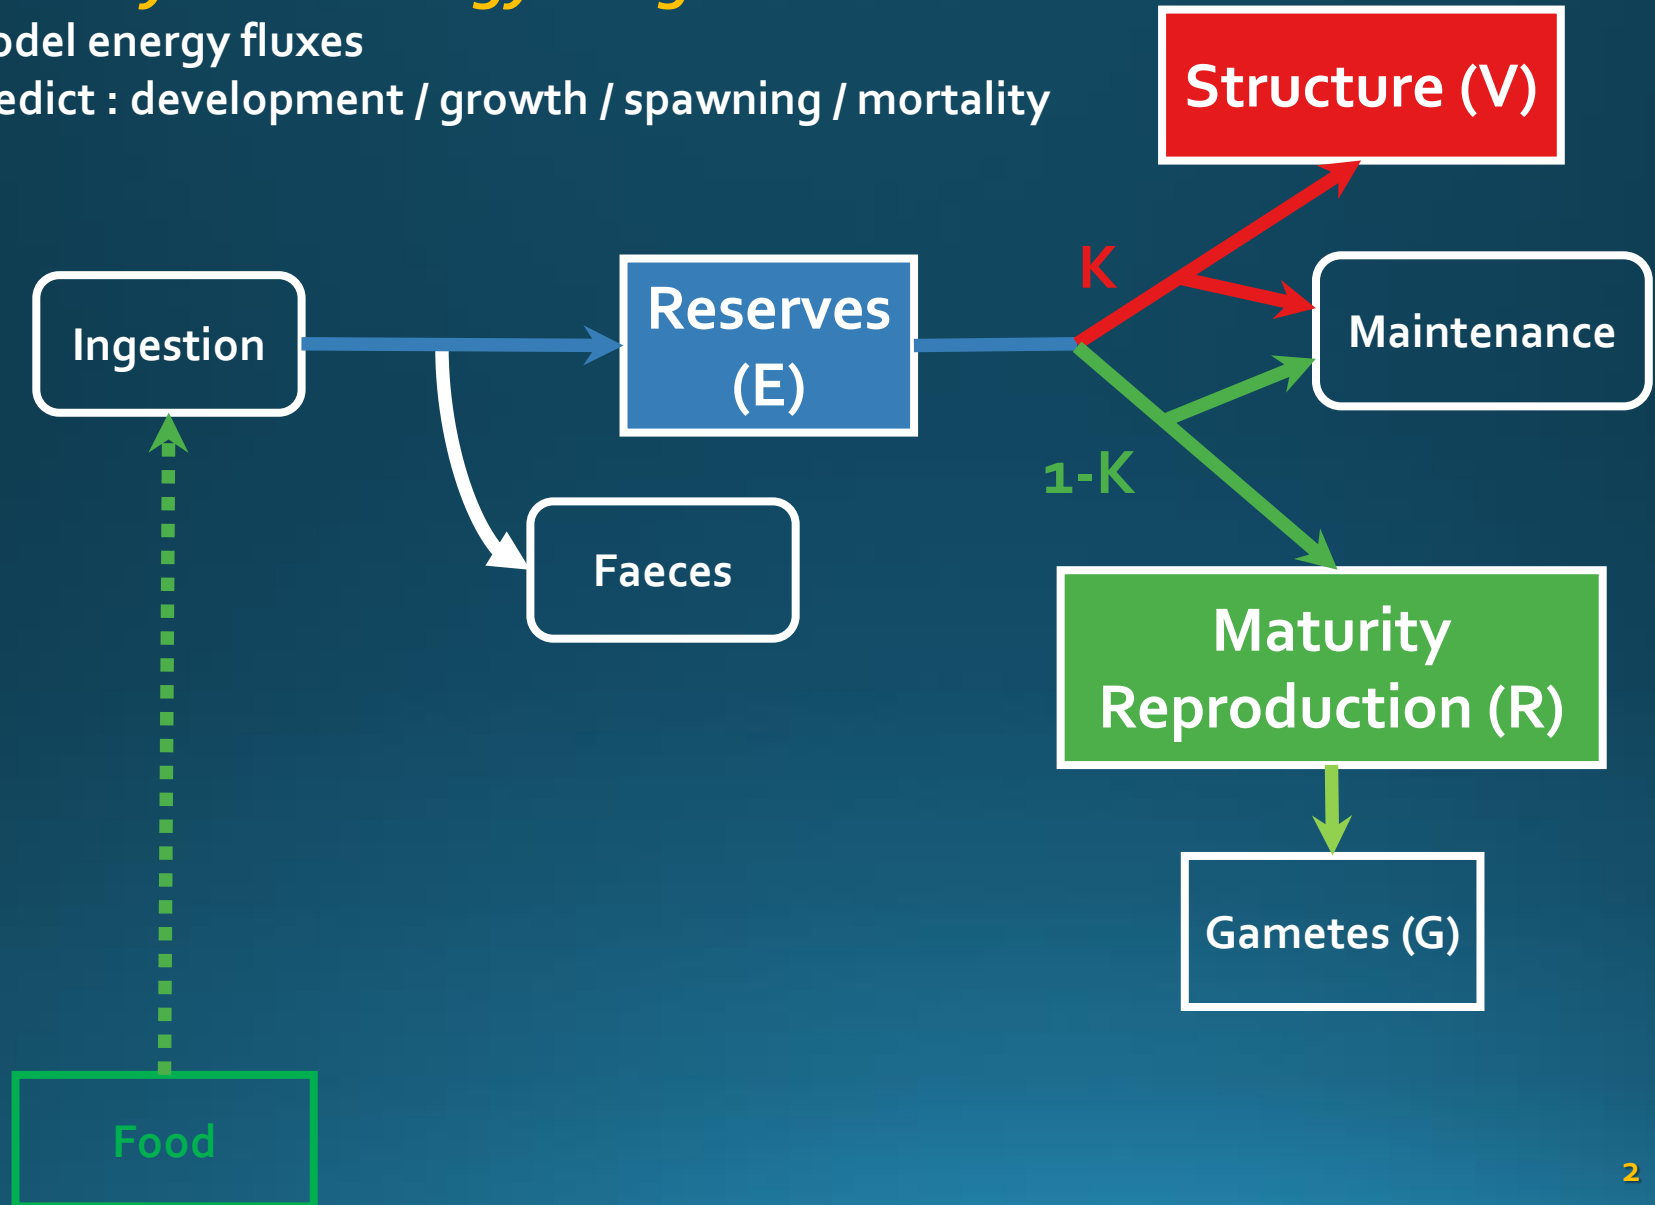 odel energy fluxes
edict : development / growth / spawning / mortality
Structure (V)
K
Ingestion
Reserves
(E)
Maintenance
1-K
Faeces
Maturity
Reproduction (R)
Gametes (G)
Food
2